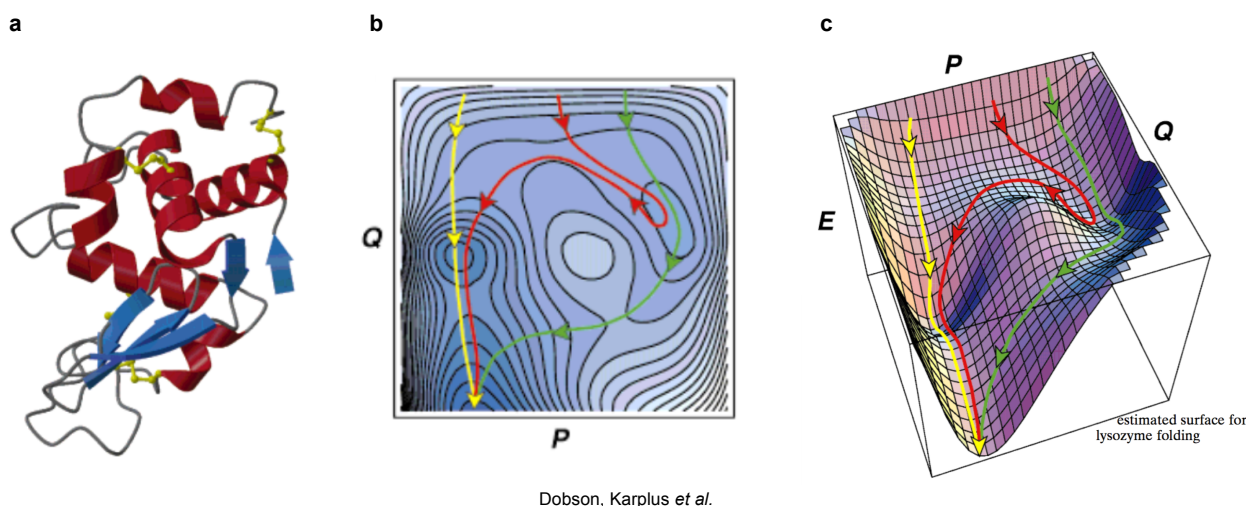 a
b
c
P
Q
E
Q
P
estimated surface for
lysozyme folding
Dobson, Karplus et al.